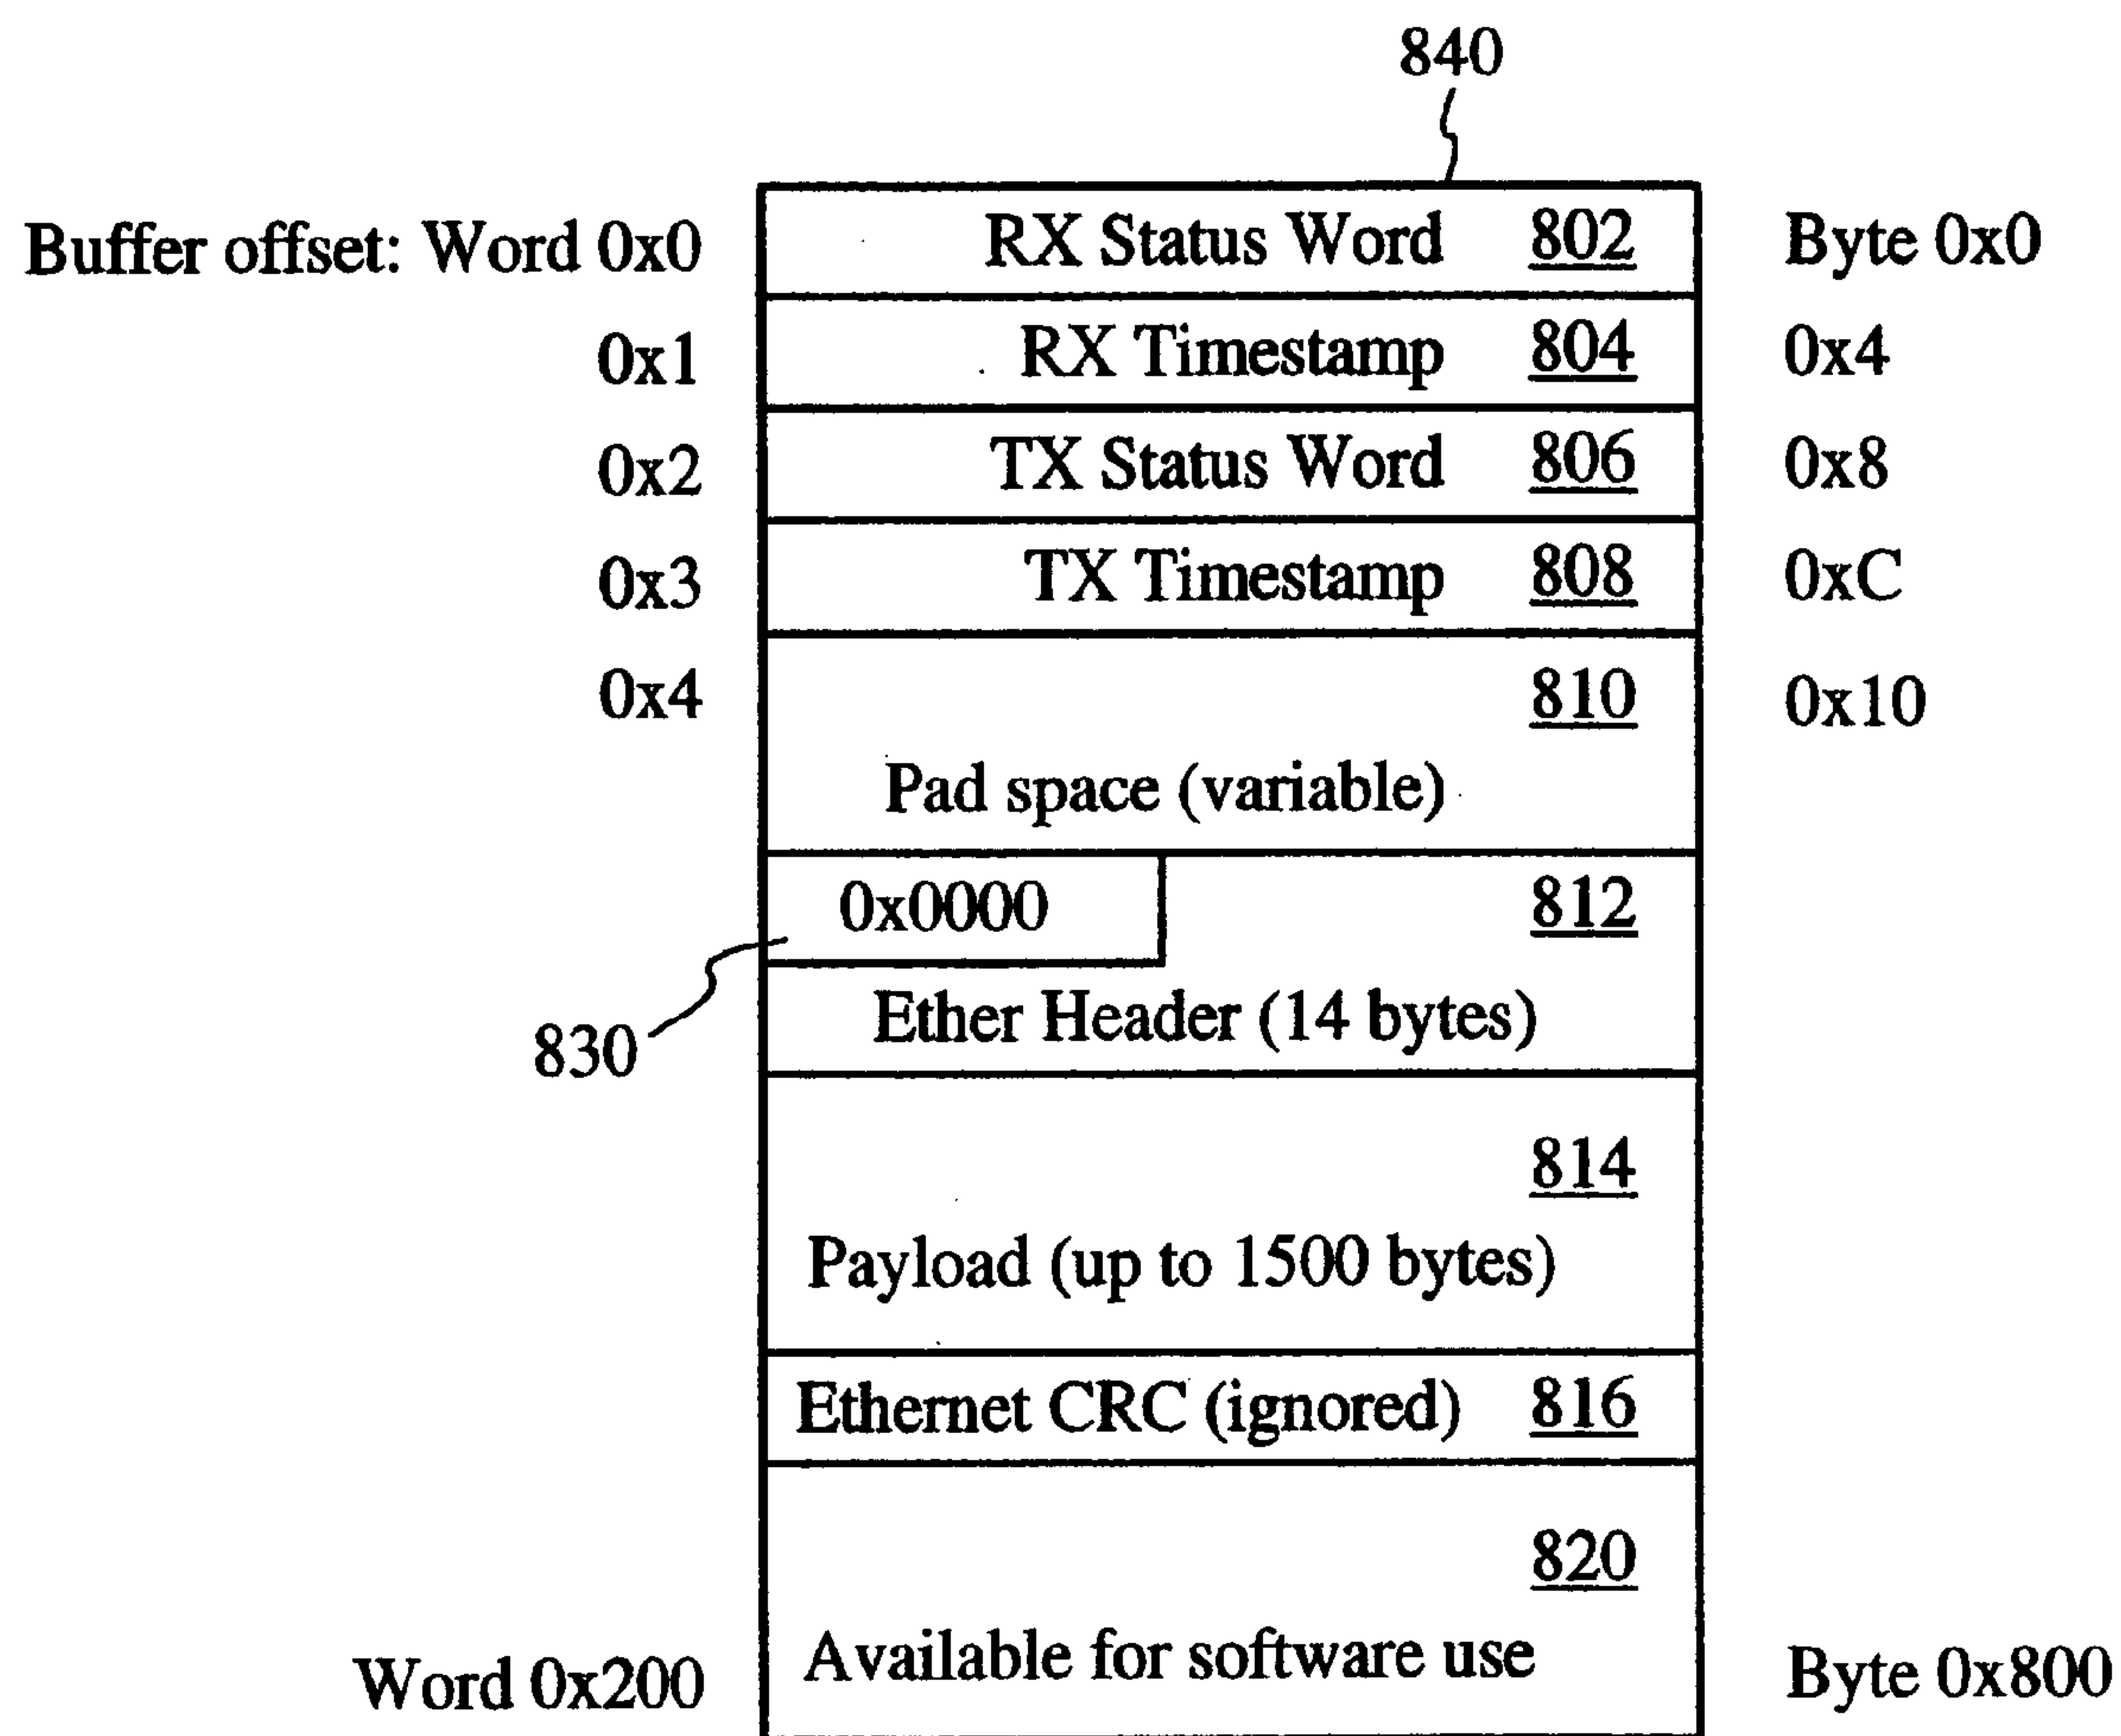 840
Buffer offset: Word 0x0 RX Status Word 802 Byte 0x0
0x1 RX Timestamp 804 0x4
0x2 TX Status Word 806 0x8
0x3 TX Timestamp 808 0xC
0x4 810 0x10
Pad space (variable)
0x0000 812
Ether Header (14 bytes)
830
814
Payload (up to 1500 bytes)
Ethernet CRC (ignored) 816
820
Available for software use
Word 0x200 Byte 0x800